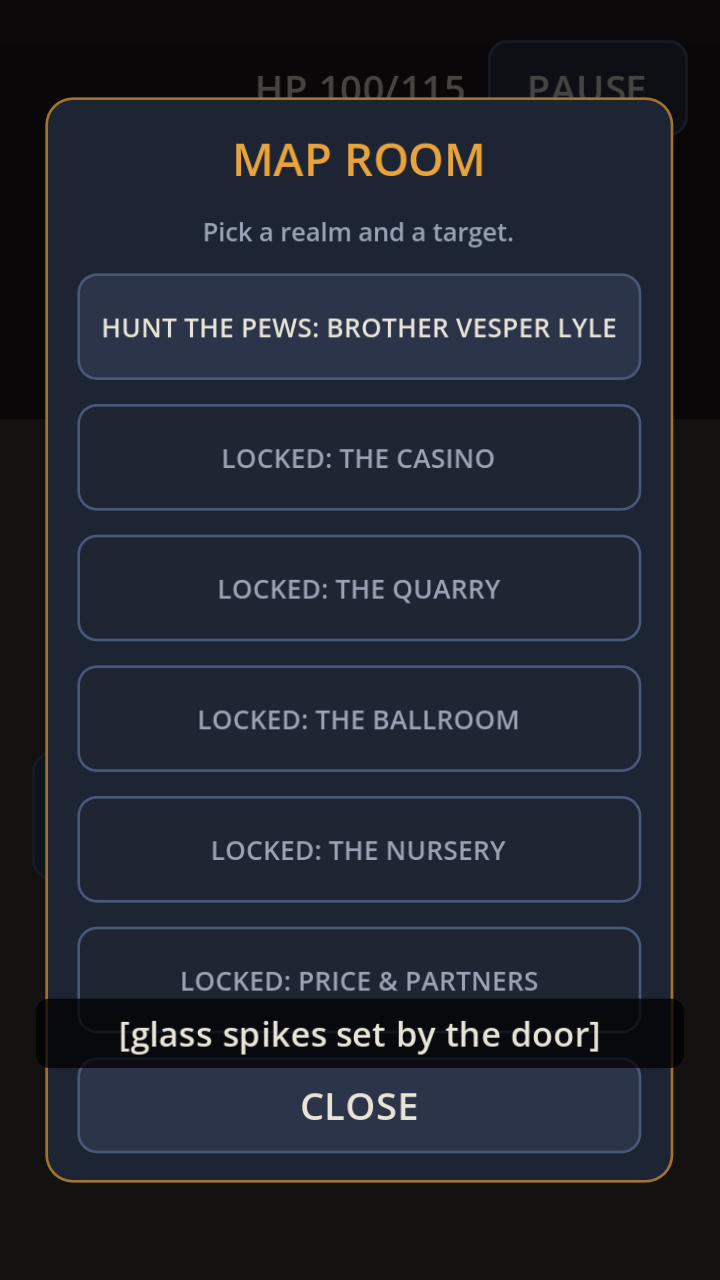 HP 100/115
PAUSE
MAP ROOM
Pick a realm and a target.
HUNT THE PEWS: BROTHER VESPER LYLE
LOCKED: THE CASINO
LOCKED: THE QUARRY
LOCKED: THE BALLROOM
LOCKED: THE NURSERY
LOCKED: PRICE & PARTNERS
[glass spikes set by the door]
CLOSE